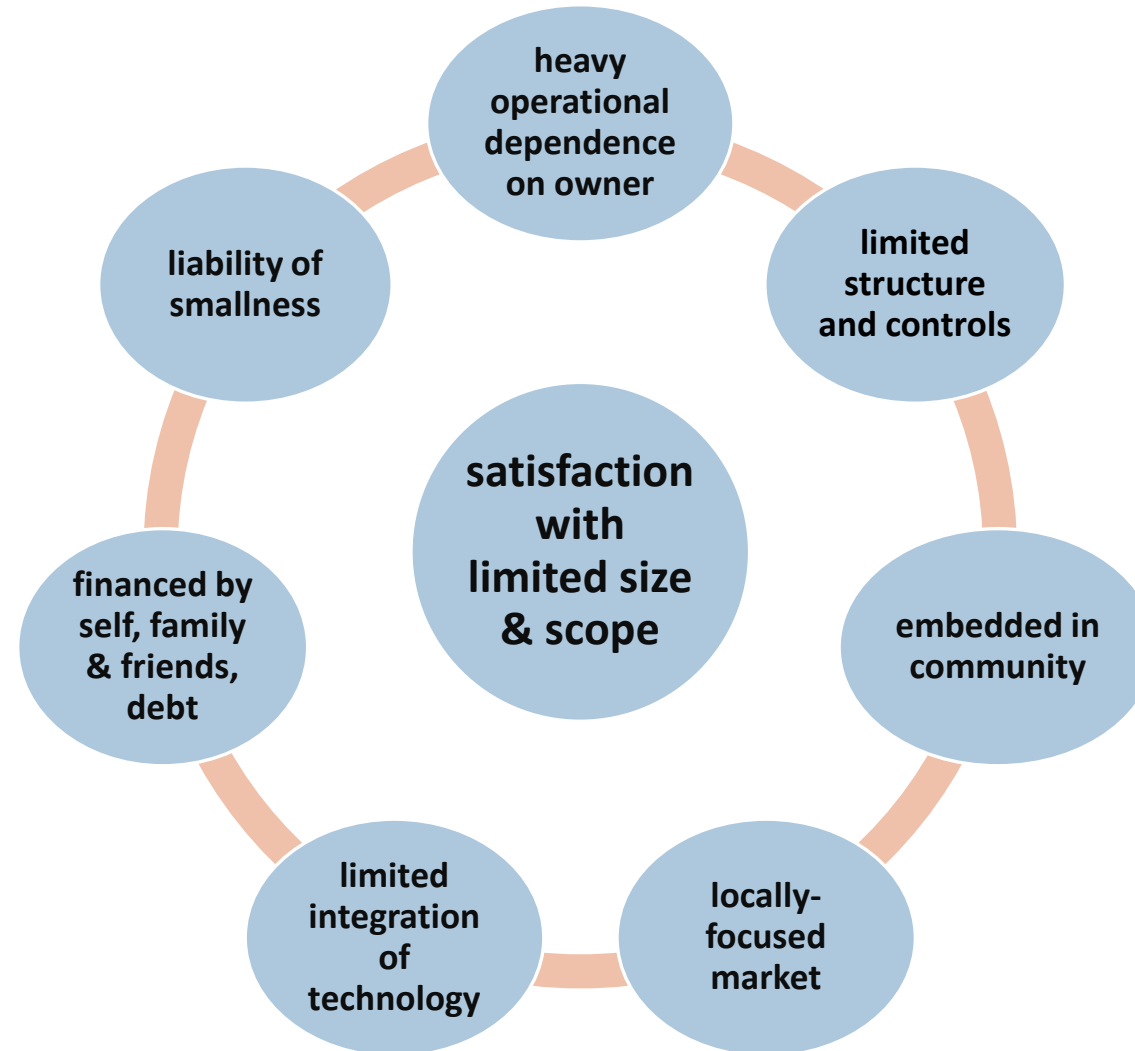 heavy
operational
dependence
on owner
limited
structure
and controls
embedded in
community
locally-
focused
market
limited
integration
of
technology
financed by
self, family
& friends,
debt
liability of
smallness
satisfaction
with
limited size
& scope